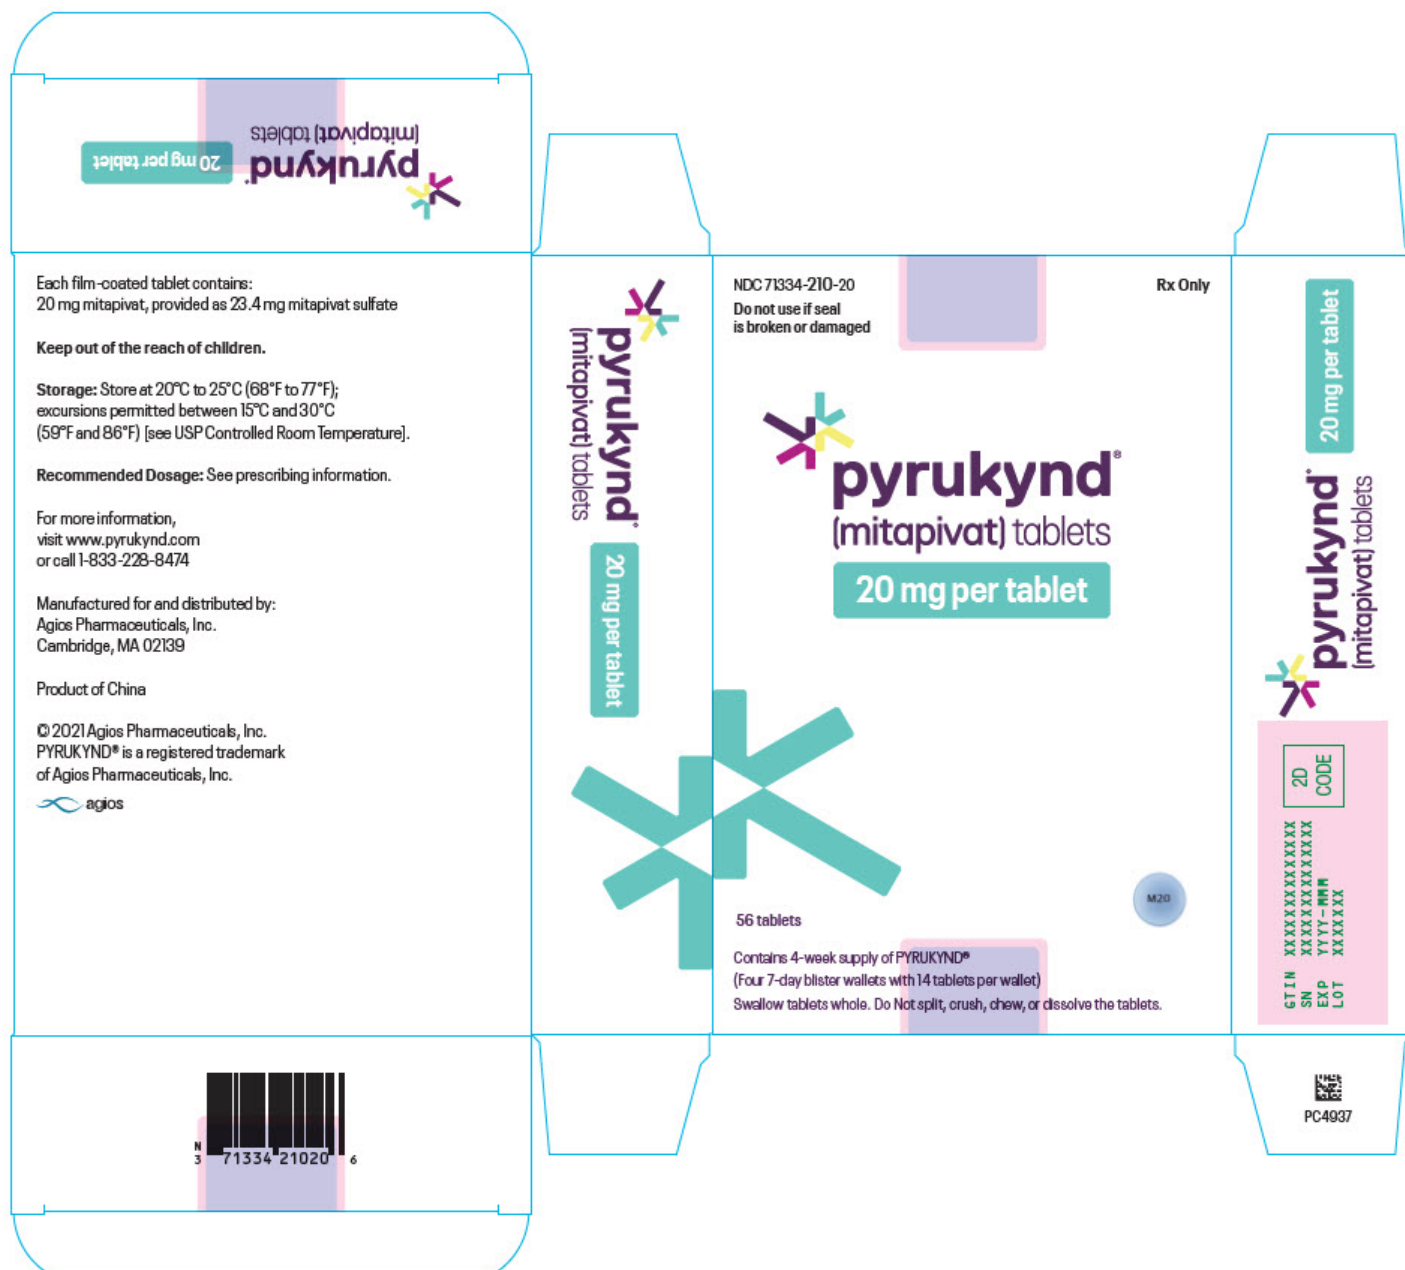 pyrukynd®
(mitapivat) tablets
20 mg per tablet
Each film-coated tablet contains:
20 mg mitapivat, provided as 23.4 mg mitapivat sulfate
Keep out of the reach of children.
Storage: Store at 20°C to 25°C (68°F to 77°F);
excursions permitted between 15°C and 30°C
(59°F and 86°F) [see USP Controlled Room Temperature].
Recommended Dosage: See prescribing information.
For more information,
visit www.pyrukynd.com
or call 1-833-228-8474
Manufactured for and distributed by:
Agios Pharmaceuticals, Inc.
Cambridge, MA 02139
Product of China
© 2021 Agios Pharmaceuticals, Inc.
PYRUKYND® is a registered trademark
of Agios Pharmaceuticals, Inc.
agios
N
3 71334 21020 6
pyrukynd®
(mitapivat) tablets
20 mg per tablet
NDC 71334-210-20
Rx Only
Do not use if seal
is broken or damaged
pyrukynd®
(mitapivat) tablets
20 mg per tablet
M20
56 tablets
Contains 4-week supply of PYRUKYND®
(Four 7-day blister wallets with 14 tablets per wallet)
Swallow tablets whole. Do Not split, crush, chew, or dissolve the tablets.
pyrukynd®
(mitapivat) tablets
20 mg per tablet
2D
CODE
GTIN XXXXXXXXXXXXXX
SN XXXXXXXXXXXXXX
EXP YYYY-MMM
LOT XXXXXXX
PC4937